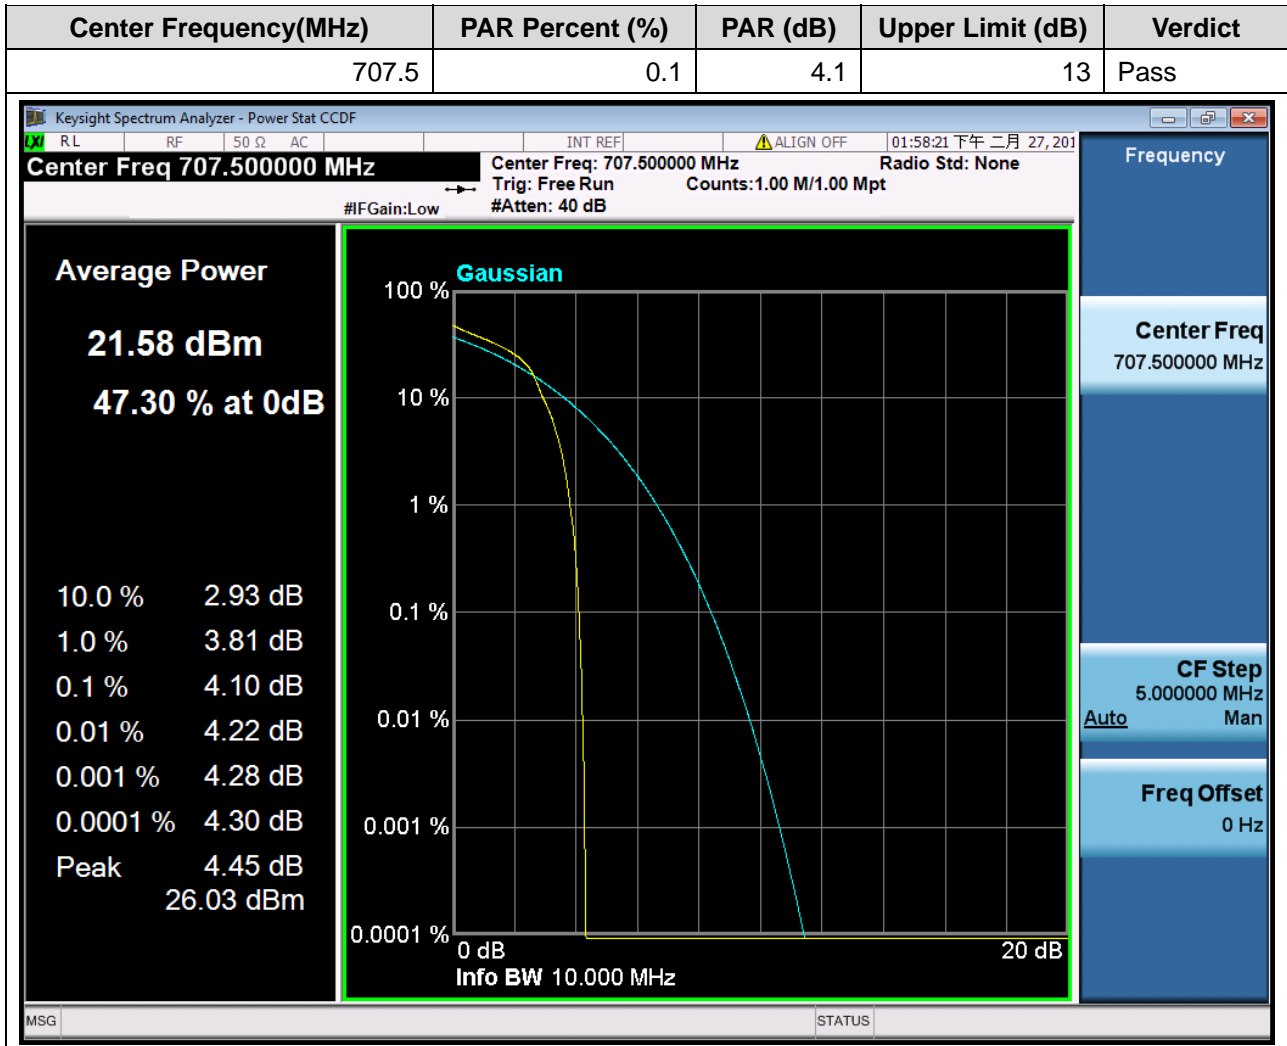 Center Frequency(MHz) PAR Percent (%) PAR (dB) Upper Limit (dB) Verdict
707.5 0.1 4.1 13 Pass
Keysight Spectrum Analyzer - Power Stat CCDF
LXI RL RF 50 Ω AC INT REF ALIGN OFF 01:58:21 下午 二月 27, 201
Center Freq 707.500000 MHz
Center Freq: 707.500000 MHz Radio Std: None
Trig: Free Run Counts:1.00 M/1.00 Mpt
#IFGain:Low #Atten: 40 dB
Average Power
21.58 dBm
47.30 % at 0dB
10.0 % 2.93 dB
1.0 % 3.81 dB
0.1 % 4.10 dB
0.01 % 4.22 dB
0.001 % 4.28 dB
0.0001 % 4.30 dB
Peak 4.45 dB
26.03 dBm
Gaussian
100 %
10 %
1 %
0.1 %
0.01 %
0.001 %
0.0001 %
0 dB 20 dB
Info BW 10.000 MHz
Frequency
Center Freq
707.500000 MHz
CF Step
5.000000 MHz
Auto Man
Freq Offset
0 Hz
MSG STATUS